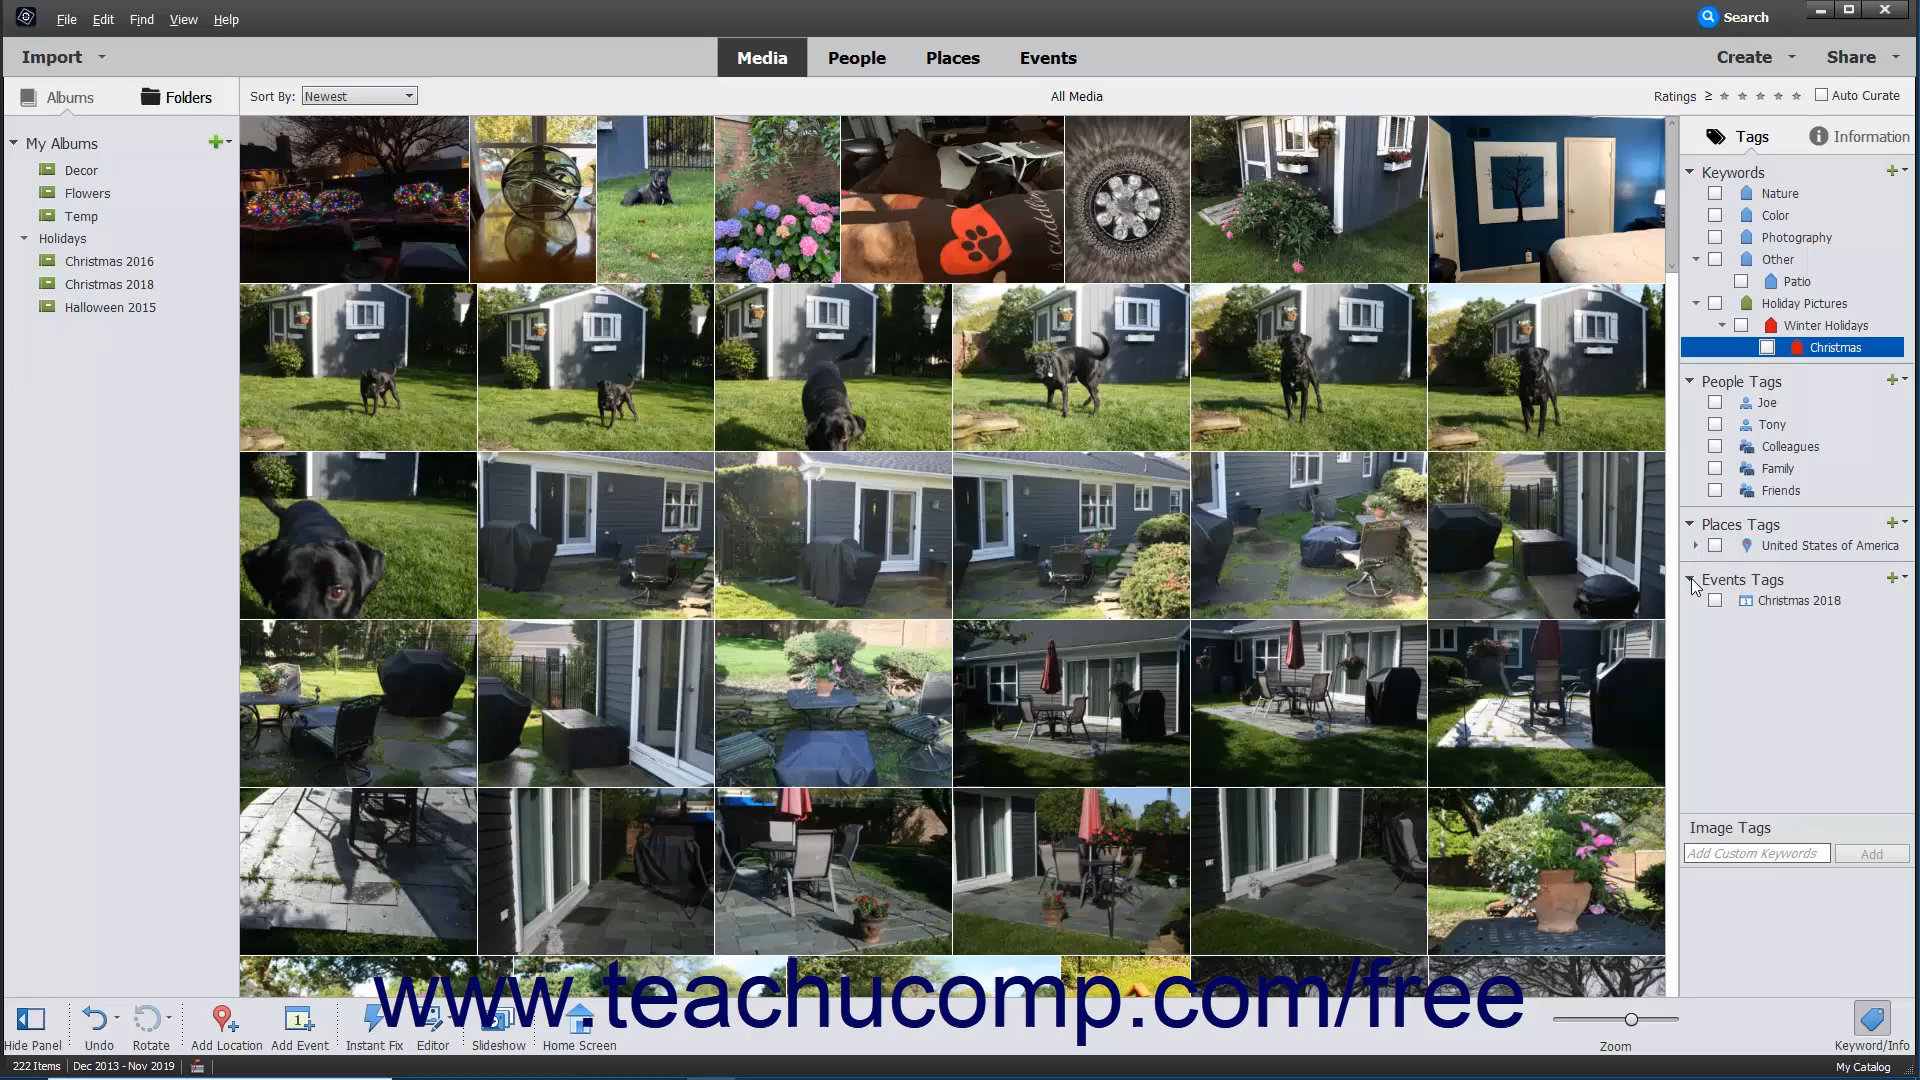 File Edit Find View Help
Search
Import
Media People Places Events
Create Share
Albums Folders
Sort By: Newest
All Media
Ratings ≥ Auto Curate
My Albums
Decor
Flowers
Temp
Holidays
Christmas 2016
Christmas 2018
Halloween 2015
Tags Information
Keywords
Nature
Color
Photography
Other
Patio
Holiday Pictures
Winter Holidays
Christmas
People Tags
Joe
Tony
Colleagues
Family
Friends
Places Tags
United States of America
Events Tags
Christmas 2018
Image Tags
Add Custom Keywords Add
www.teachucomp.com/free
Hide Panel Undo Rotate Add Location Add Event Instant Fix Editor Slideshow Home Screen
Zoom
Keyword/Info
222 Items Dec 2013 - Nov 2019
My Catalog